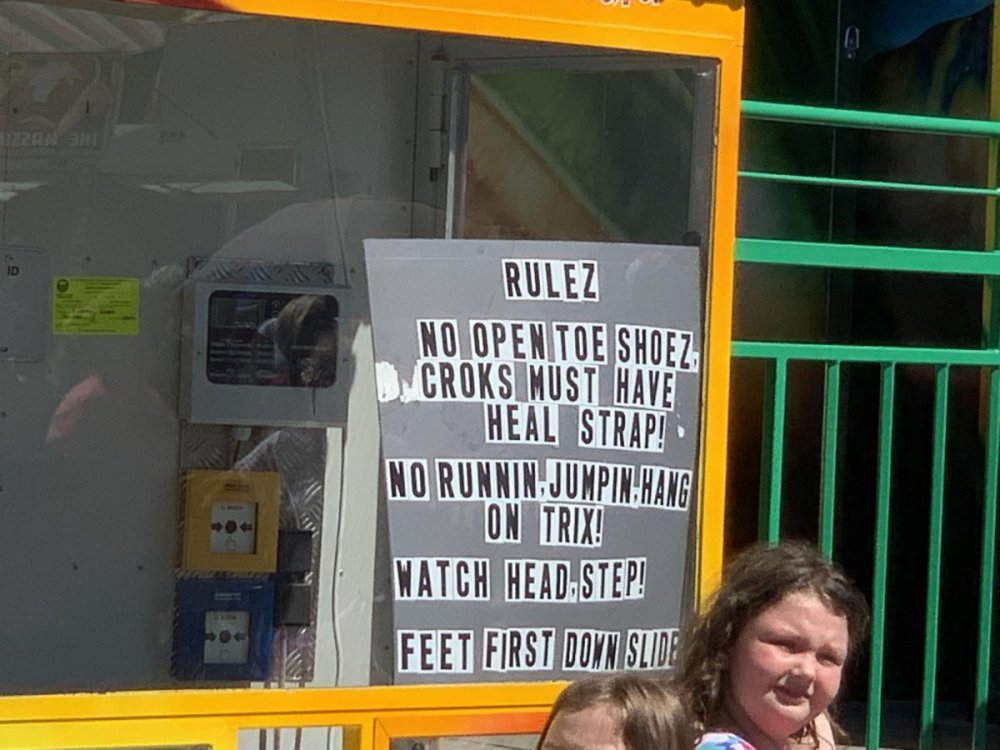 RULEZ
NO OPEN TOE SHOEZ,
CROKS MUST HAVE
HEAL STRAP!
NO RUNNIN,JUMPIN,HANG
ON TRIX!
WATCH HEAD,STEP!
FEET FIRST DOWN SLIDE
ID